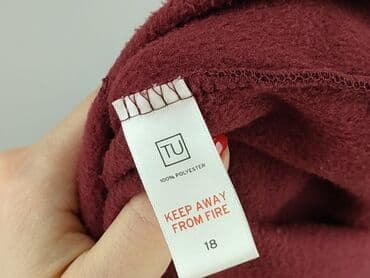 TU
100% POLYESTER
KEEP AWAY
FROM FIRE
18